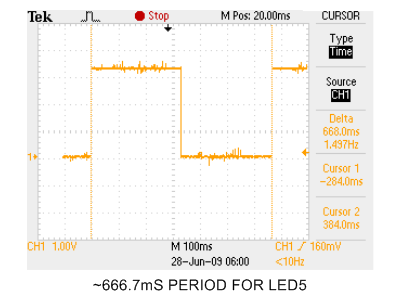 Tek Stop M Pos: 20.00ms CURSOR
Type
Time
Source
CH1
Delta
668.0ms
1.497Hz
Cursor 1
-284.0ms
Cursor 2
384.0ms
1
CH1 1.00V M 100ms CH1 / 160mV
28-Jun-09 06:00 <10Hz
~666.7mS PERIOD FOR LED5